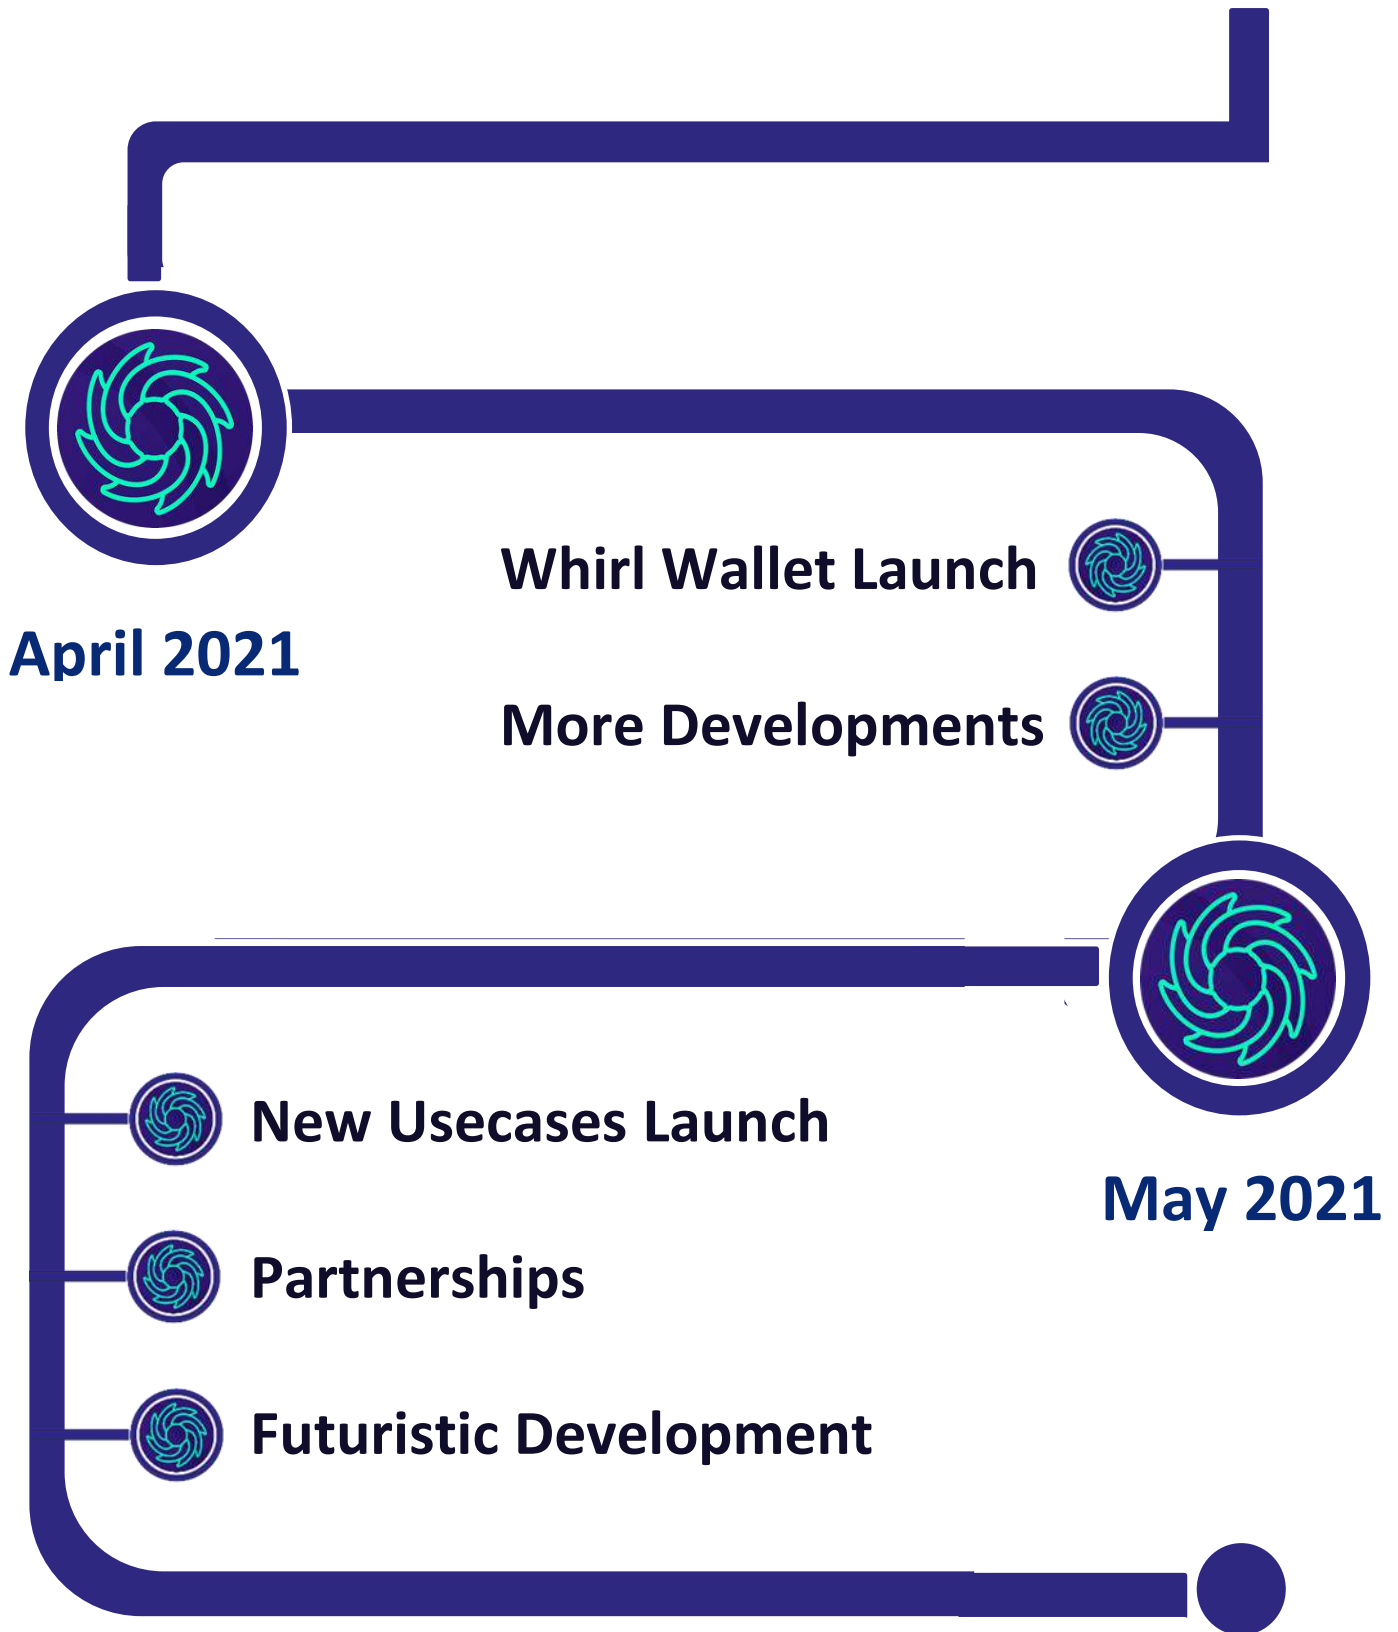 April 2021
Whirl Wallet Launch
More Developments
May 2021
New Usecases Launch
Partnerships
Futuristic Development